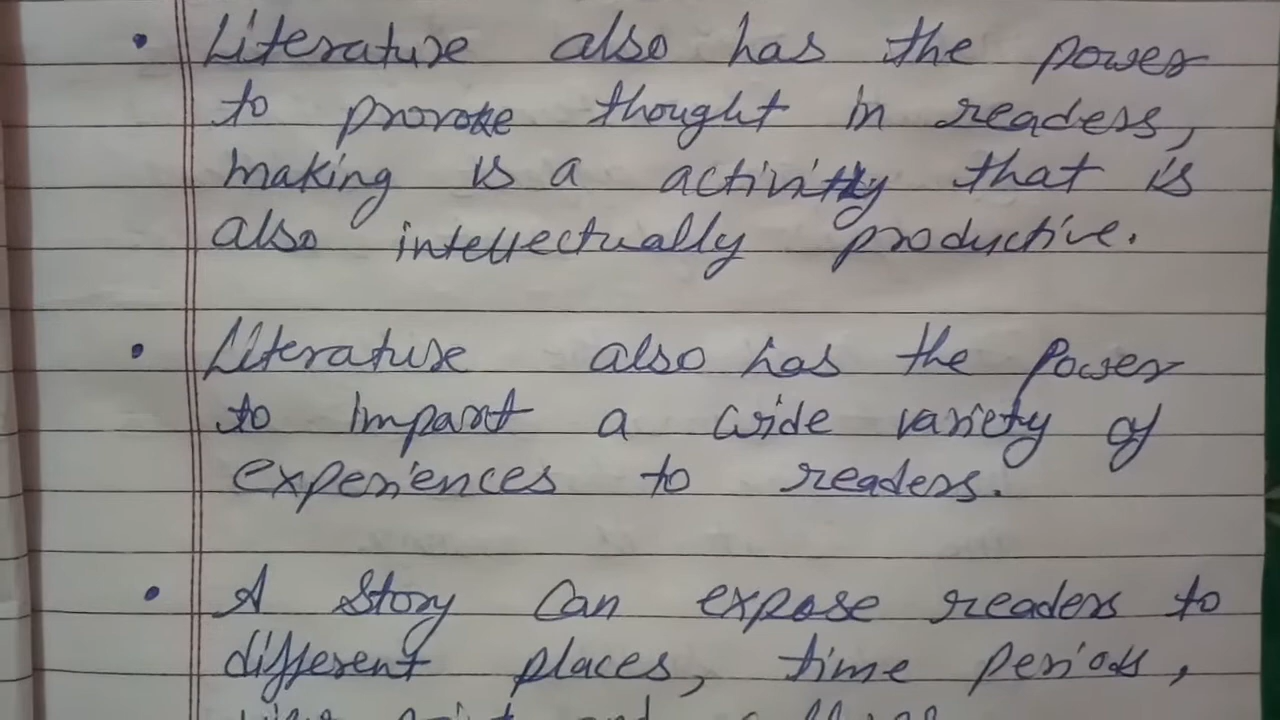 • Literature also has the power
to provoke thought in readers,
making is a activity that is
also intellectually productive.
• Literature also has the Power
to impart a wide variety of
experiences to readers.
• A Story Can expose readers to
different places, time periods,